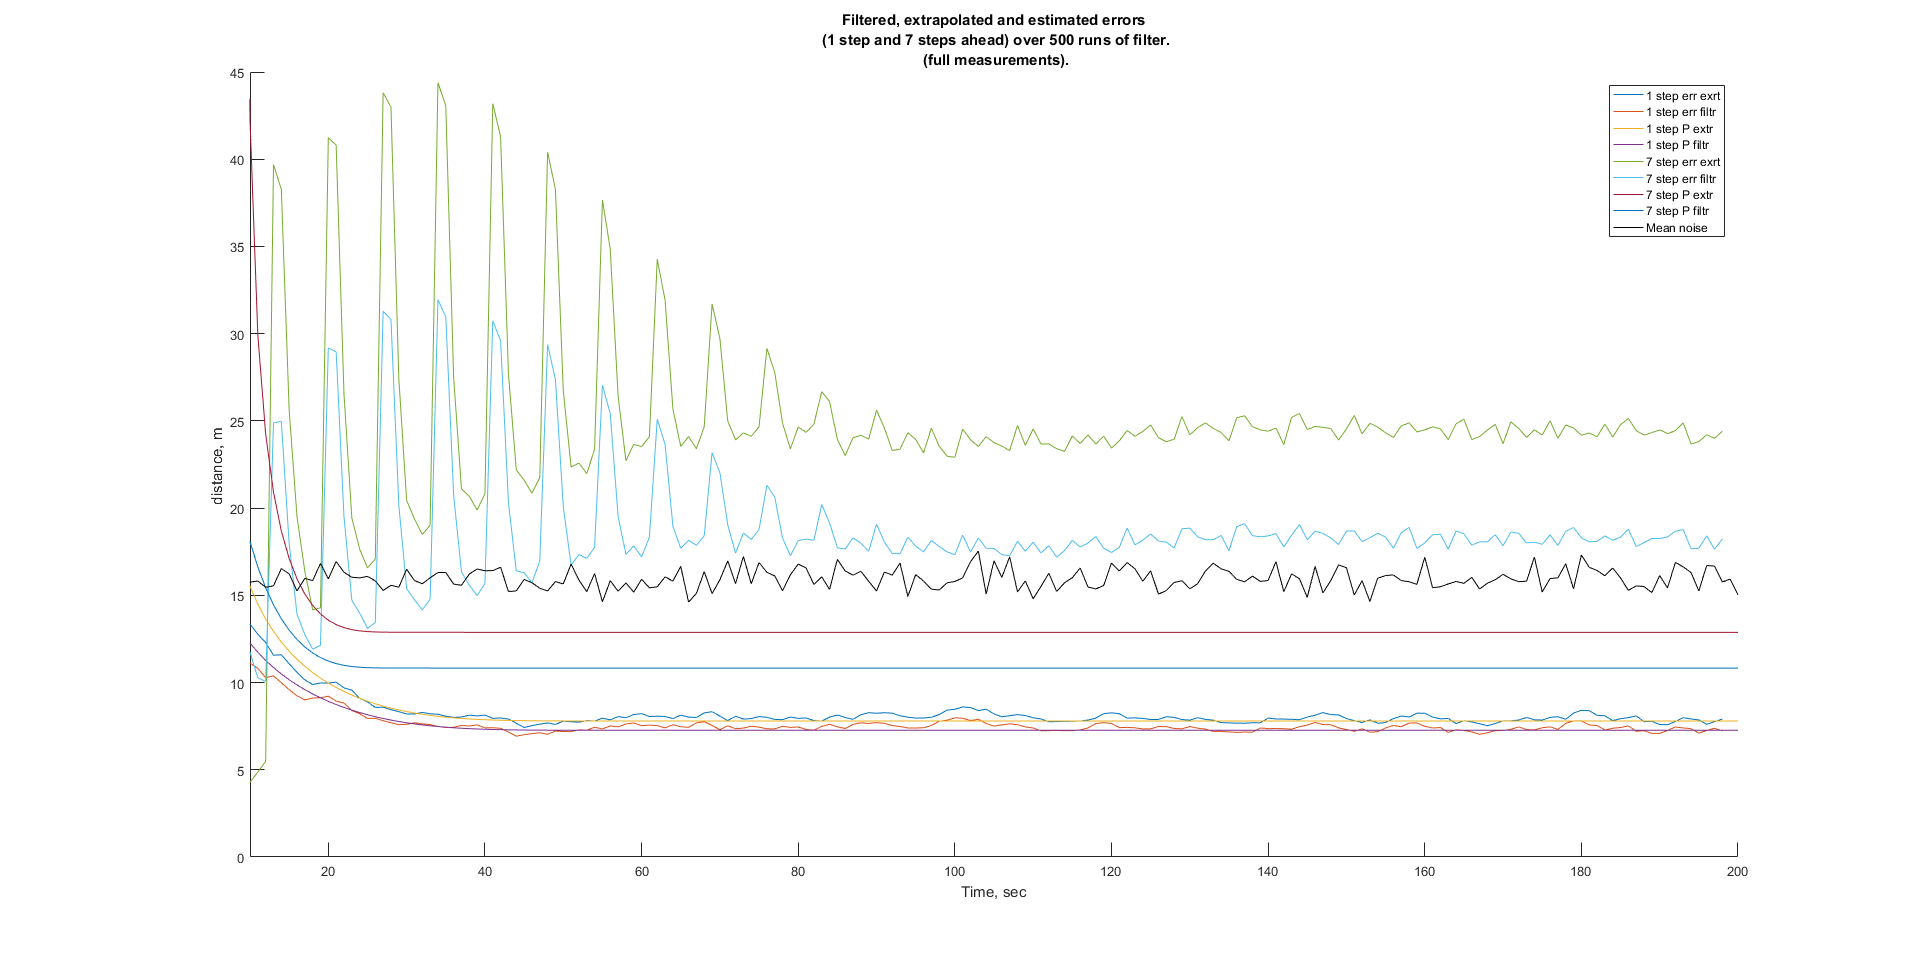 Filtered, extrapolated and estimated errors
(1 step and 7 steps ahead) over 500 runs of filter.
(full measurements).
45
40
35
30
25
20
15
10
5
0
distance, m
1 step err exrt
1 step err filtr
1 step P extr
1 step P filtr
7 step err exrt
7 step err filtr
7 step P extr
7 step P filtr
Mean noise
20 40 60 80 100 120 140 160 180 200
Time, sec